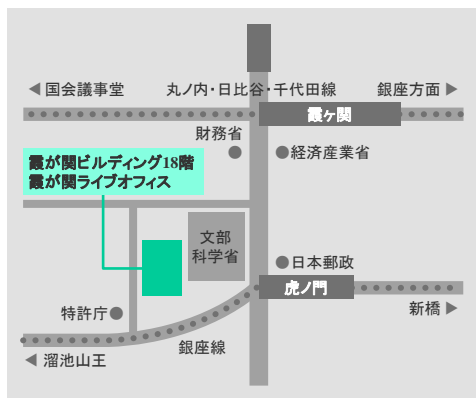 ◀ 国会議事堂
丸ノ内・日比谷・千代田線
銀座方面 ▶
霞ヶ関
財務省
経済産業省
霞が関ビルディング18階
霞が関ライブオフィス
文部
科学省
日本郵政
虎ノ門
特許庁
新橋 ▶
銀座線
◀ 溜池山王